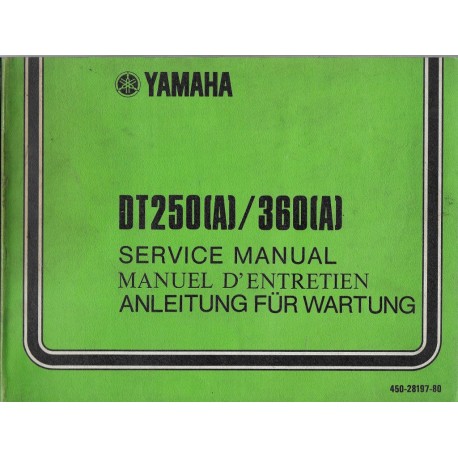 YAMAHA
DT250(A)/360(A)
SERVICE MANUAL
MANUEL D'ENTRETIEN
ANLEITUNG FÜR WARTUNG
450-28197-80